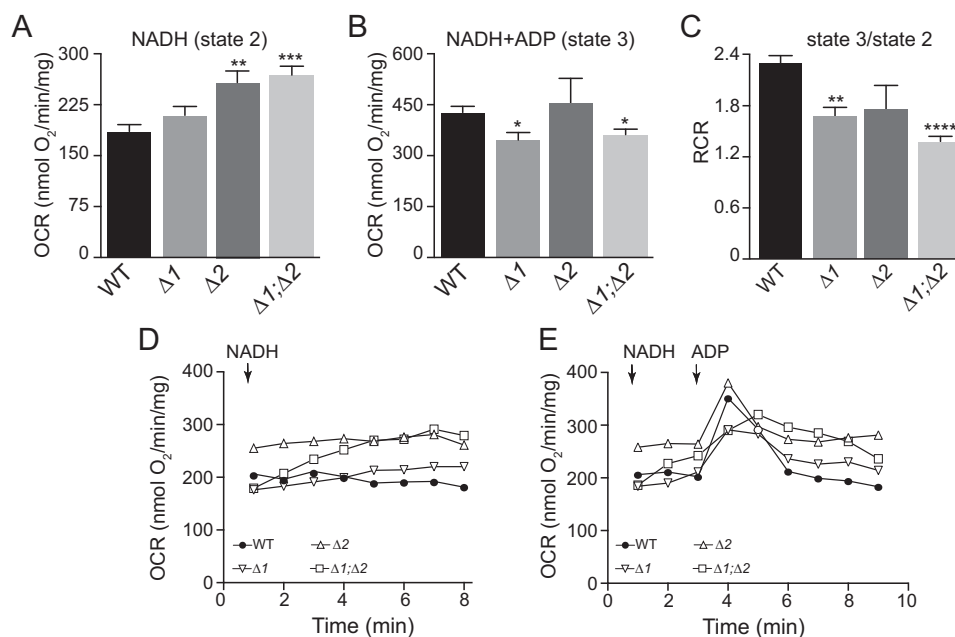 A
NADH (state 2)
OCR (nmol O2/min/mg)
300
225
150
75
0
**
***
WT
Δ1
Δ2
Δ1;Δ2
B
NADH+ADP (state 3)
OCR (nmol O2/min/mg)
600
450
300
150
0
*
*
WT
Δ1
Δ2
Δ1;Δ2
C
state 3/state 2
RCR
2.4
1.8
1.2
0.6
0
**
****
WT
Δ1
Δ2
Δ1;Δ2
D
NADH
OCR (nmol O2/min/mg)
400
300
200
100
0
WT
Δ2
Δ1
Δ1;Δ2
0 2 4 6 8
Time (min)
E
NADH ADP
OCR (nmol O2/min/mg)
400
300
200
100
0
WT
Δ2
Δ1
Δ1;Δ2
0 2 4 6 8 10
Time (min)